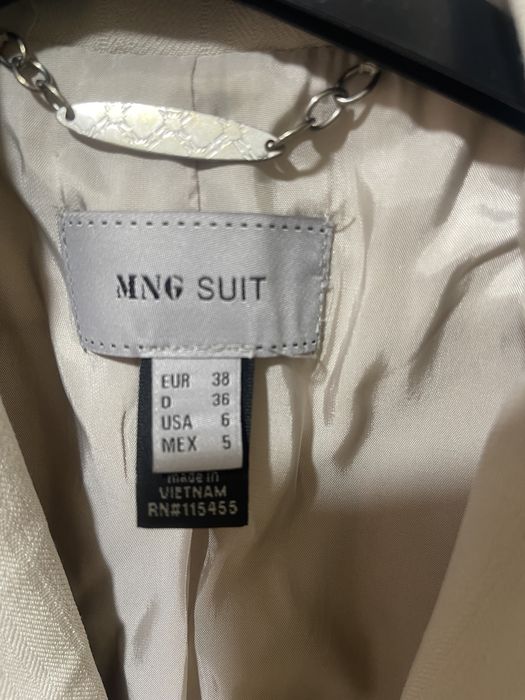 MNG SUIT
EUR 38
D 36
USA 6
MEX 5
made in
VIETNAM
RN#115455